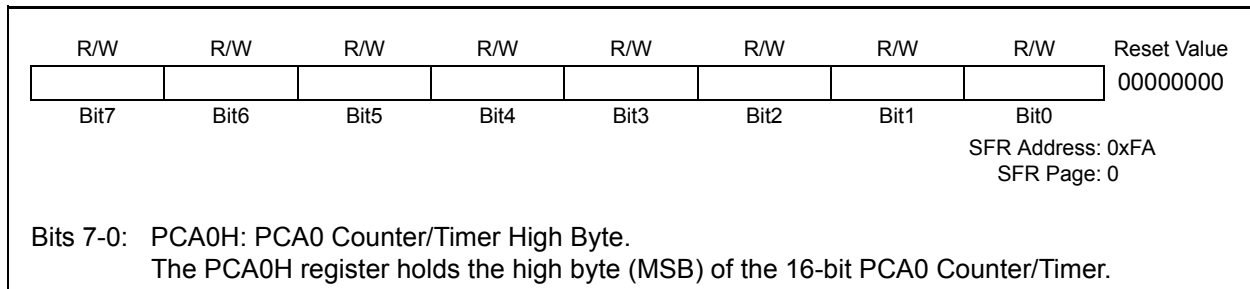 R/W R/W R/W R/W R/W R/W R/W R/W Reset Value
00000000
Bit7 Bit6 Bit5 Bit4 Bit3 Bit2 Bit1 Bit0
SFR Address: 0xFA
SFR Page: 0
Bits 7-0: PCA0H: PCA0 Counter/Timer High Byte.
The PCA0H register holds the high byte (MSB) of the 16-bit PCA0 Counter/Timer.